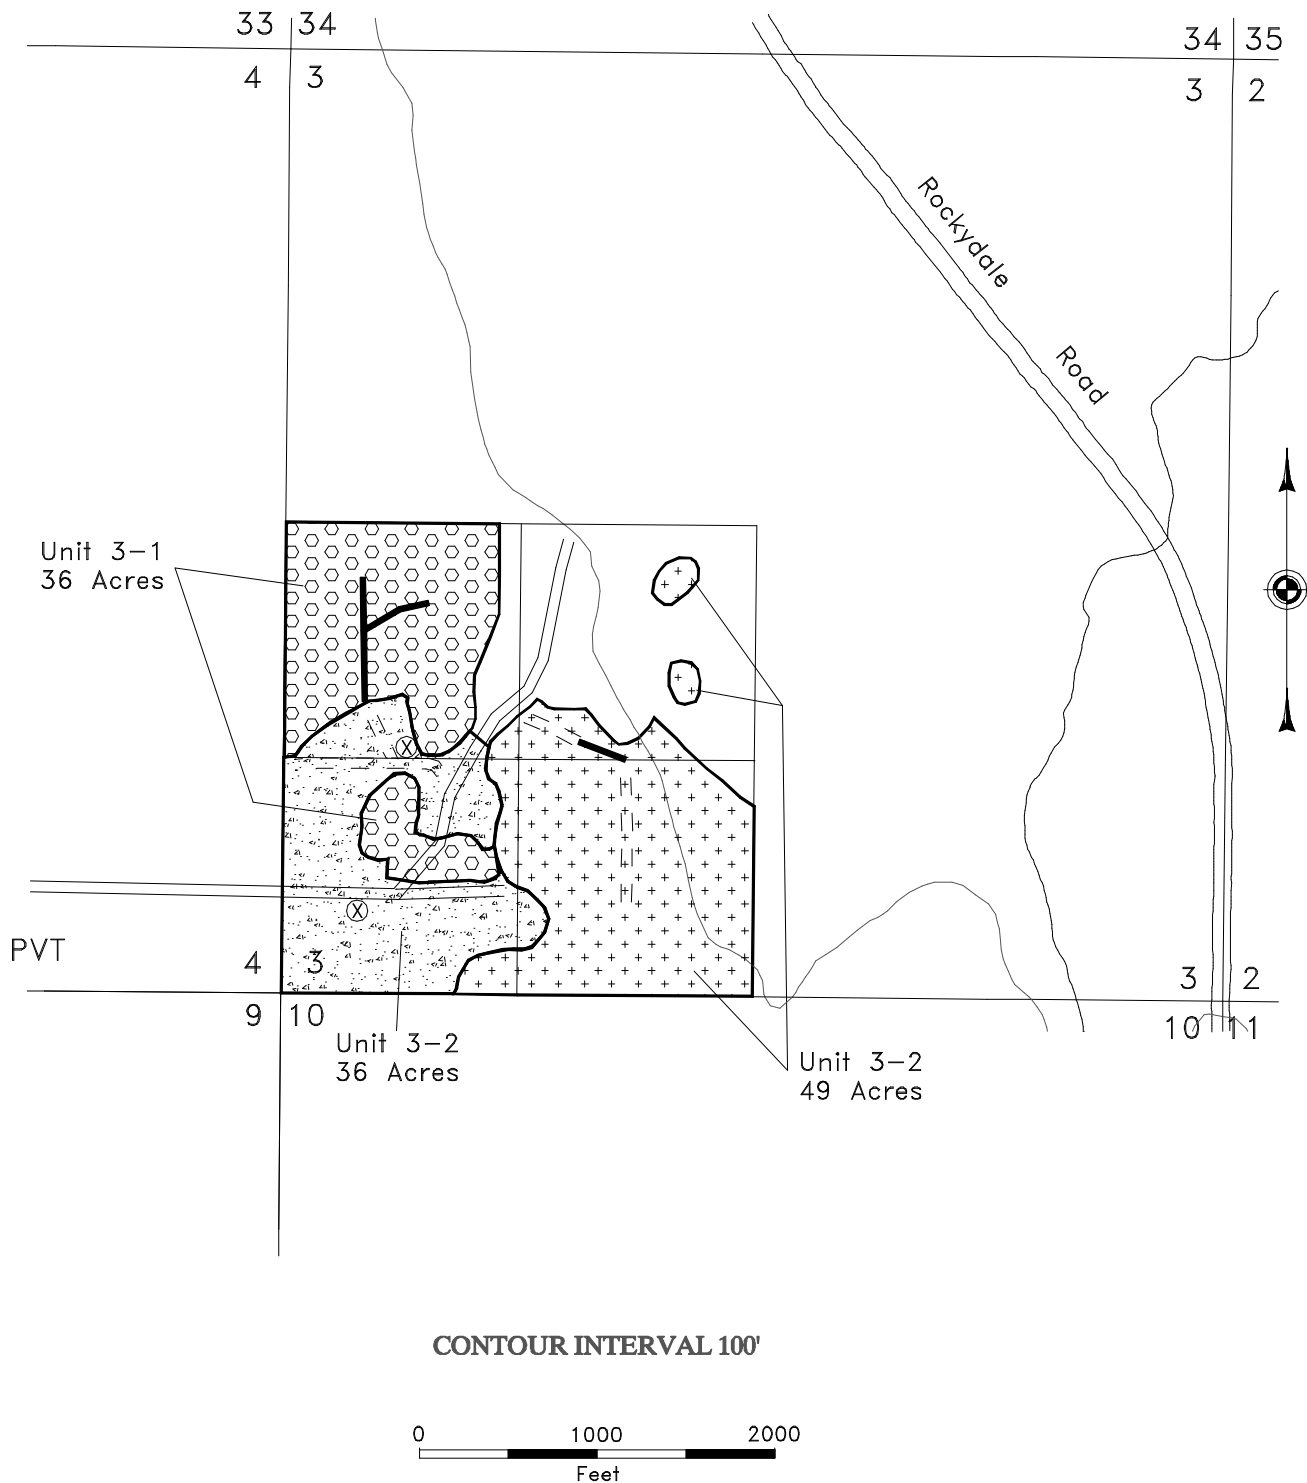 33 34
34 35
4 3
3 2
Rockydale
Road
Unit 3-1
36 Acres
PVT
4 3
3 2
9 10
10 11
Unit 3-2
36 Acres
Unit 3-2
49 Acres
X
X
CONTOUR INTERVAL 100'
0 1000 2000
Feet